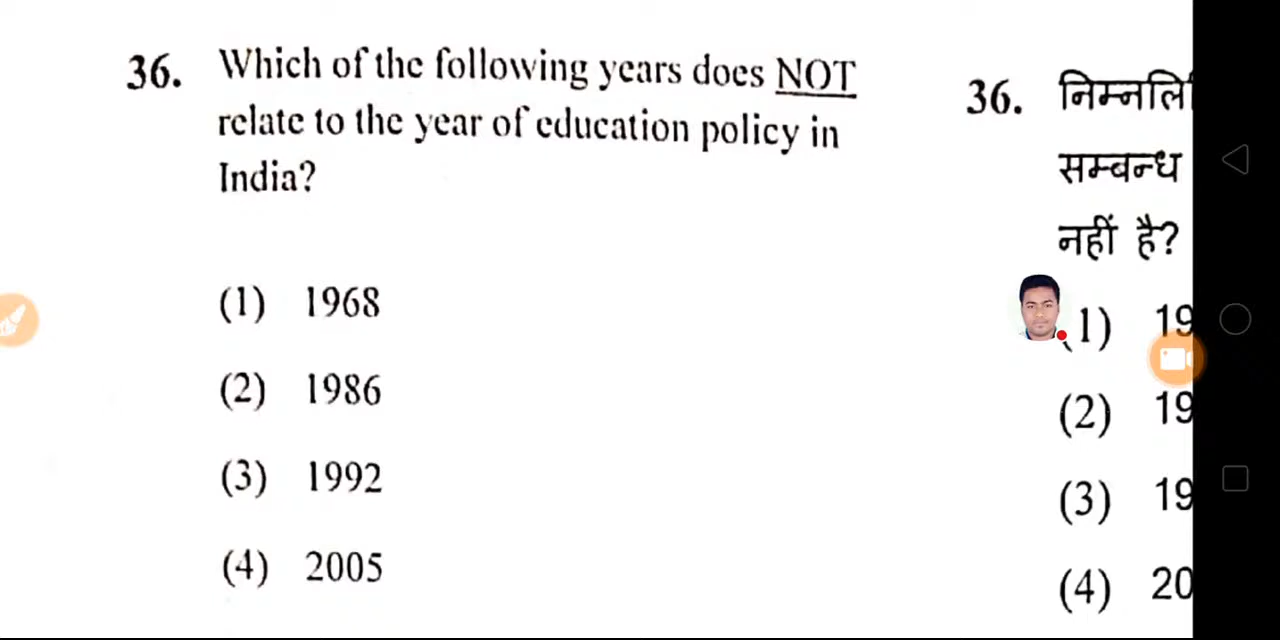 36. Which of the following years does NOT
relate to the year of education policy in
India?
(1) 1968
(2) 1986
(3) 1992
(4) 2005
36.
सम्बन्ध
नहीं है?
(1) 19
(2) 19
(3) 19
(4) 20